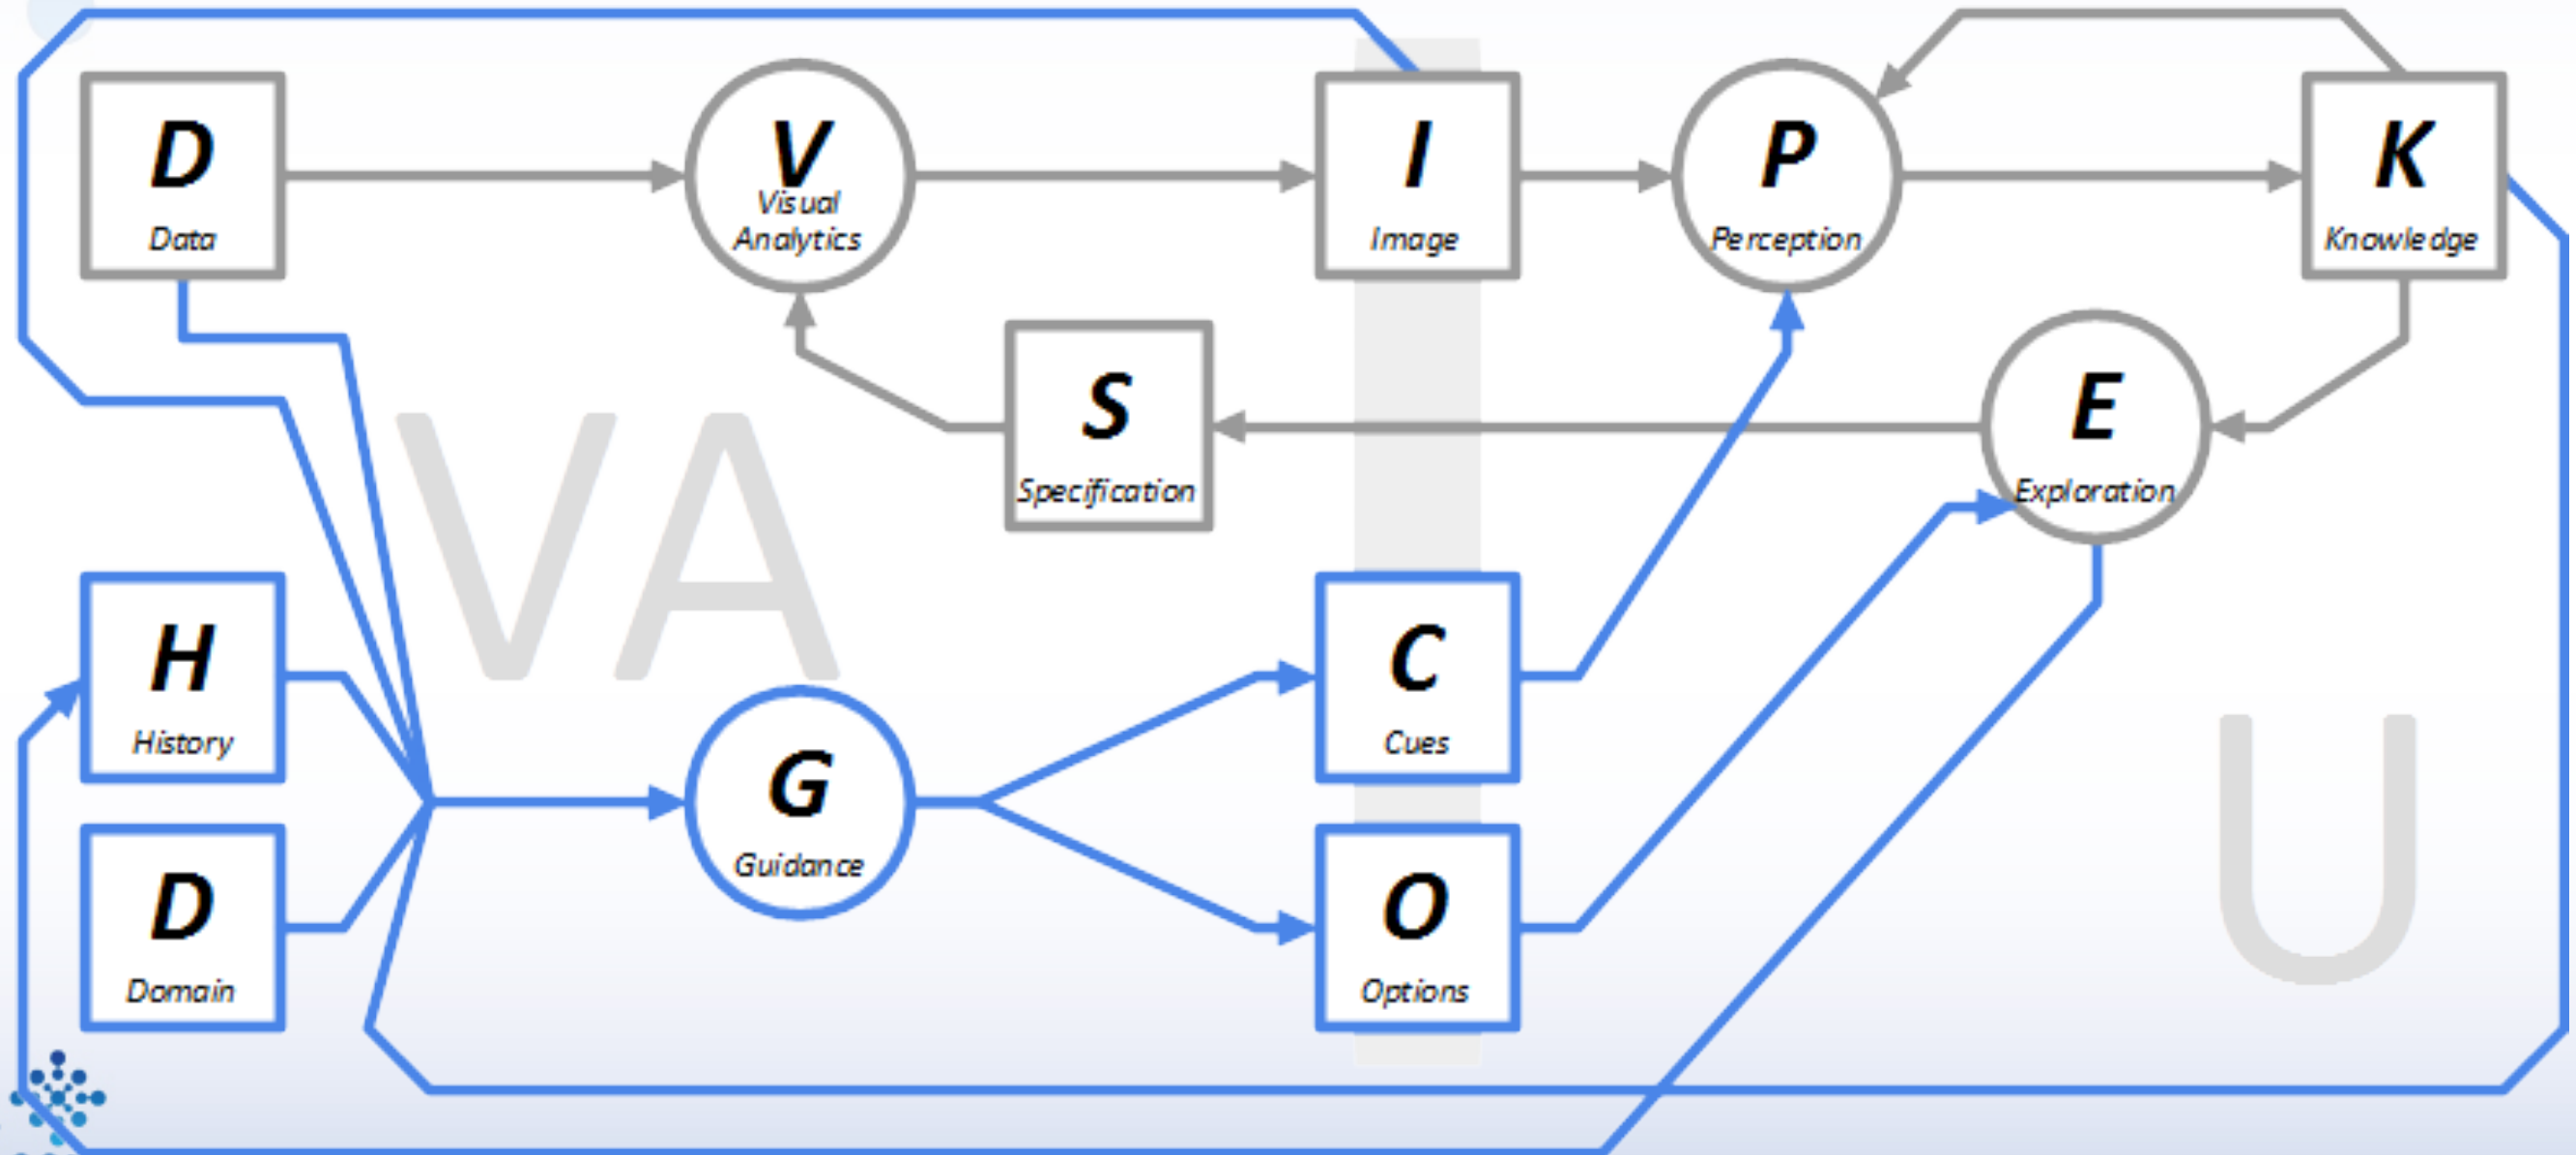 D
Data
V
Visual
Analytics
I
Image
P
Perception
K
Knowledge
S
Specification
E
Exploration
VA
H
History
G
Guidance
C
Cues
D
Domain
O
Options
U